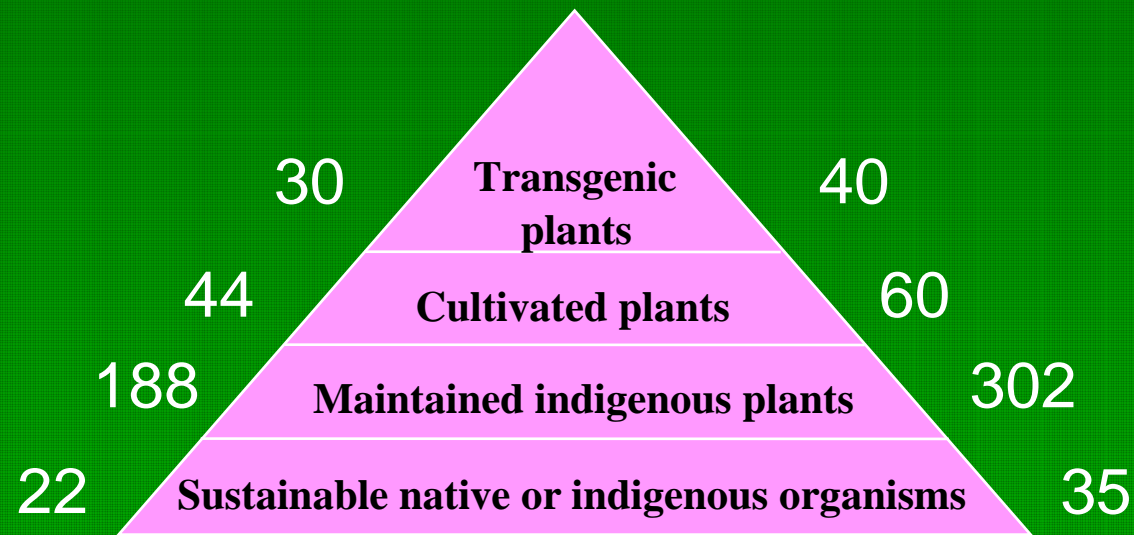 30 Transgenic 40
plants
44 Cultivated plants 60
188 Maintained indigenous plants 302
22 Sustainable native or indigenous organisms 35